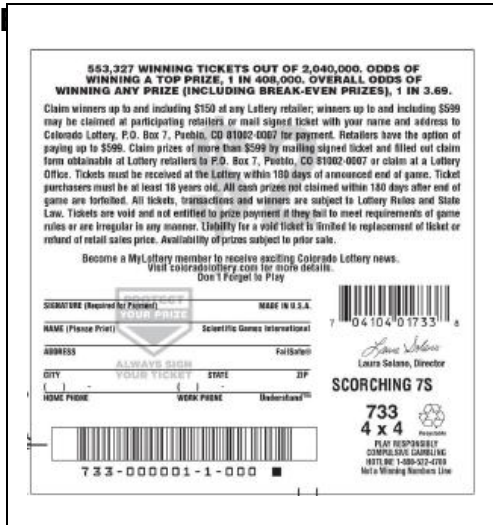 553,327 WINNING TICKETS OUT OF 2,040,000. ODDS OF
WINNING A TOP PRIZE, 1 IN 408,000. OVERALL ODDS OF
WINNING ANY PRIZE (INCLUDING BREAK-EVEN PRIZES), 1 IN 3.69.
Claim winners up to and including $150 at any Lottery retailer; winners up to and including $599
may be claimed at participating retailers or mail signed ticket with your name and address to
Colorado Lottery, P.O. Box 7, Pueblo, CO 81002-0007 for payment. Retailers have the option of
paying up to $599. Claim prizes of more than $599 by mailing signed ticket and filled out claim
form obtainable at Lottery retailers to P.O. Box 7, Pueblo, CO 81002-0007 or claim at a Lottery
Office. Tickets must be received at the Lottery within 180 days of announced end of game. Ticket
purchasers must be at least 18 years old. All cash prizes not claimed within 180 days after end of
game are forfeited. All tickets, transactions and winners are subject to Lottery Rules and State
Law. Tickets are void and not entitled to prize payment if they fail to meet requirements of game
rules or are irregular in any manner. Liability for a void ticket is limited to replacement of ticket or
refund of retail sales price. Availability of prizes subject to prior sale.
Become a MyLottery member to receive exciting Colorado Lottery news.
Visit coloradolottery.com for more details.
Don't Forget to Play
PROTECT
YOUR PRIZE
SIGNATURE (Required for Payment) MADE IN U.S.A.
NAME (Please Print) Scientific Games International
ADDRESS FailSafe®
ALWAYS SIGN
YOUR TICKET
CITY STATE ZIP
( ) - ( ) -
HOME PHONE WORK PHONE Understand™
733-000001-1-000
7 04104 01733 8
Laura Solano
Laura Solano, Director
SCORCHING 7S
733
4 x 4
Recyclable
PLAY RESPONSIBLY
COMPULSIVE GAMBLING
HOTLINE 1-800-522-4700
Not a Winning Numbers Line